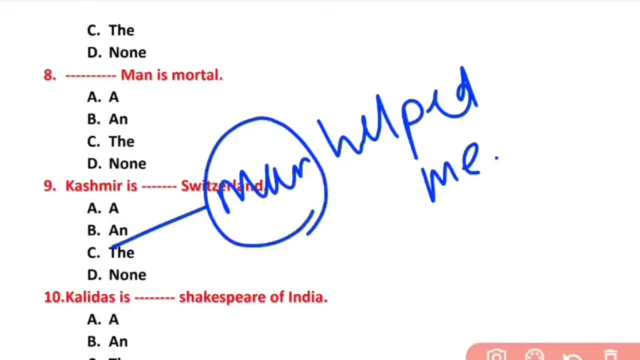 C. The
D. None
8. ---------- Man is mortal.
A. A
B. An
C. The
D. None
man helped
me.
9. Kashmir is ------- Switzerland.
A. A
B. An
C. The
D. None
10.Kalidas is -------- shakespeare of India.
A. A
B. An